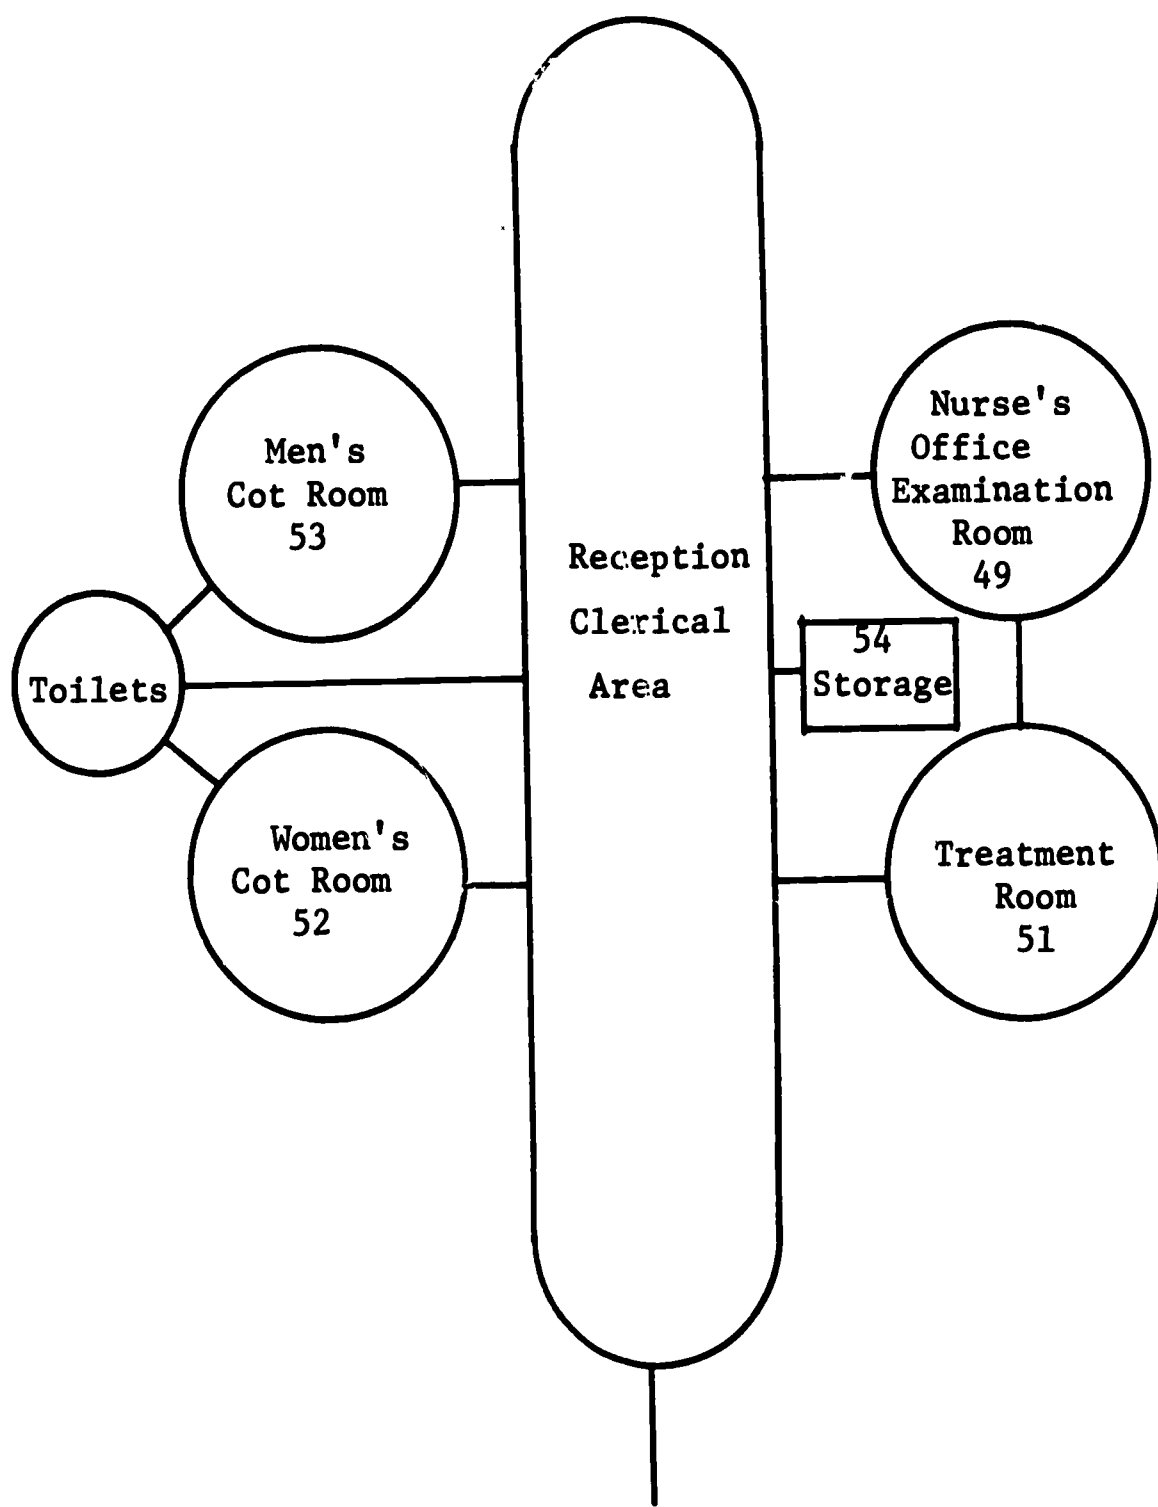 Men's
Cot Room
53
Toilets
Women's
Cot Room
52
Reception
Clerical
Area
Nurse's
Office
Examination
Room
49
54
Storage
Treatment
Room
51